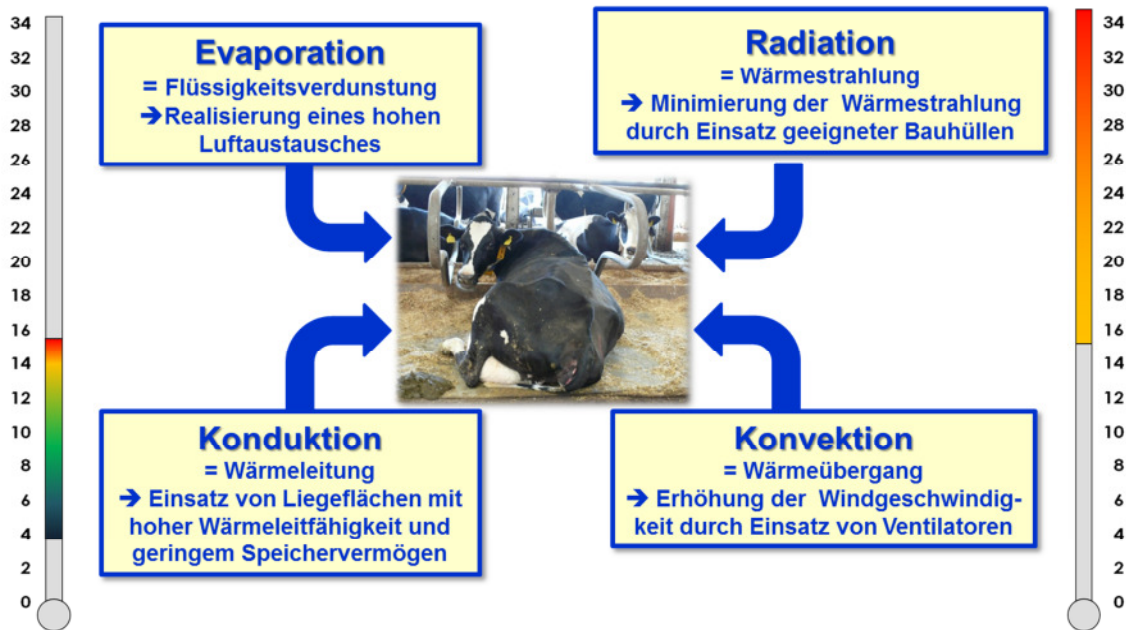 34
32
30
28
26
24
22
20
18
16
14
12
10
8
6
4
2
0
Evaporation
= Flüssigkeitsverdunstung
➔Realisierung eines hohen
Luftaustausches
Radiation
= Wärmestrahlung
➔ Minimierung der Wärmestrahlung
durch Einsatz geeigneter Bauhüllen
Konduktion
= Wärmeleitung
➔ Einsatz von Liegeflächen mit
hoher Wärmeleitfähigkeit und
geringem Speichervermögen
Konvektion
= Wärmeübergang
➔ Erhöhung der Windgeschwindig-
keit durch Einsatz von Ventilatoren
34
32
30
28
26
24
22
20
18
16
14
12
10
8
6
4
2
0